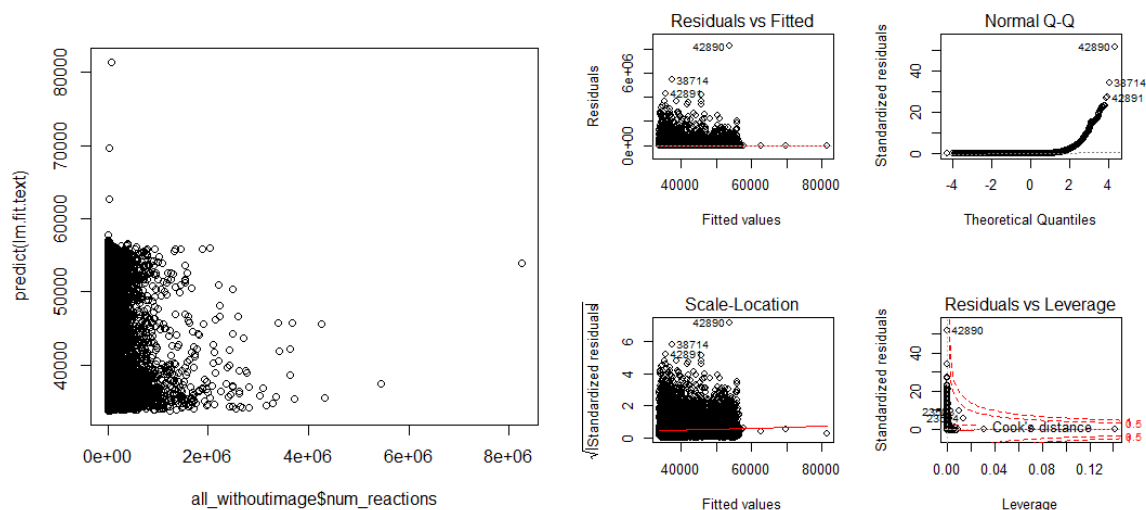 predict(lm.fit.text)
40000 50000 60000 70000 80000
0e+00 2e+06 4e+06 6e+06 8e+06
all_withoutimage$num_reactions
Residuals vs Fitted
Residuals
0e+00 6e+06
42890
38714
42891
40000 60000 80000
Fitted values
Normal Q-Q
Standardized residuals
0 20 40
42890
38714
42891
-4 -2 0 2 4
Theoretical Quantiles
Scale-Location
√|Standardized residuals
0 2 4 6
42890
38714
42891
40000 60000 80000
Fitted values
Residuals vs Leverage
Standardized residuals
0 20 40
42890
Cook's distance
0.5
0.5
0.00 0.04 0.08 0.12
Leverage